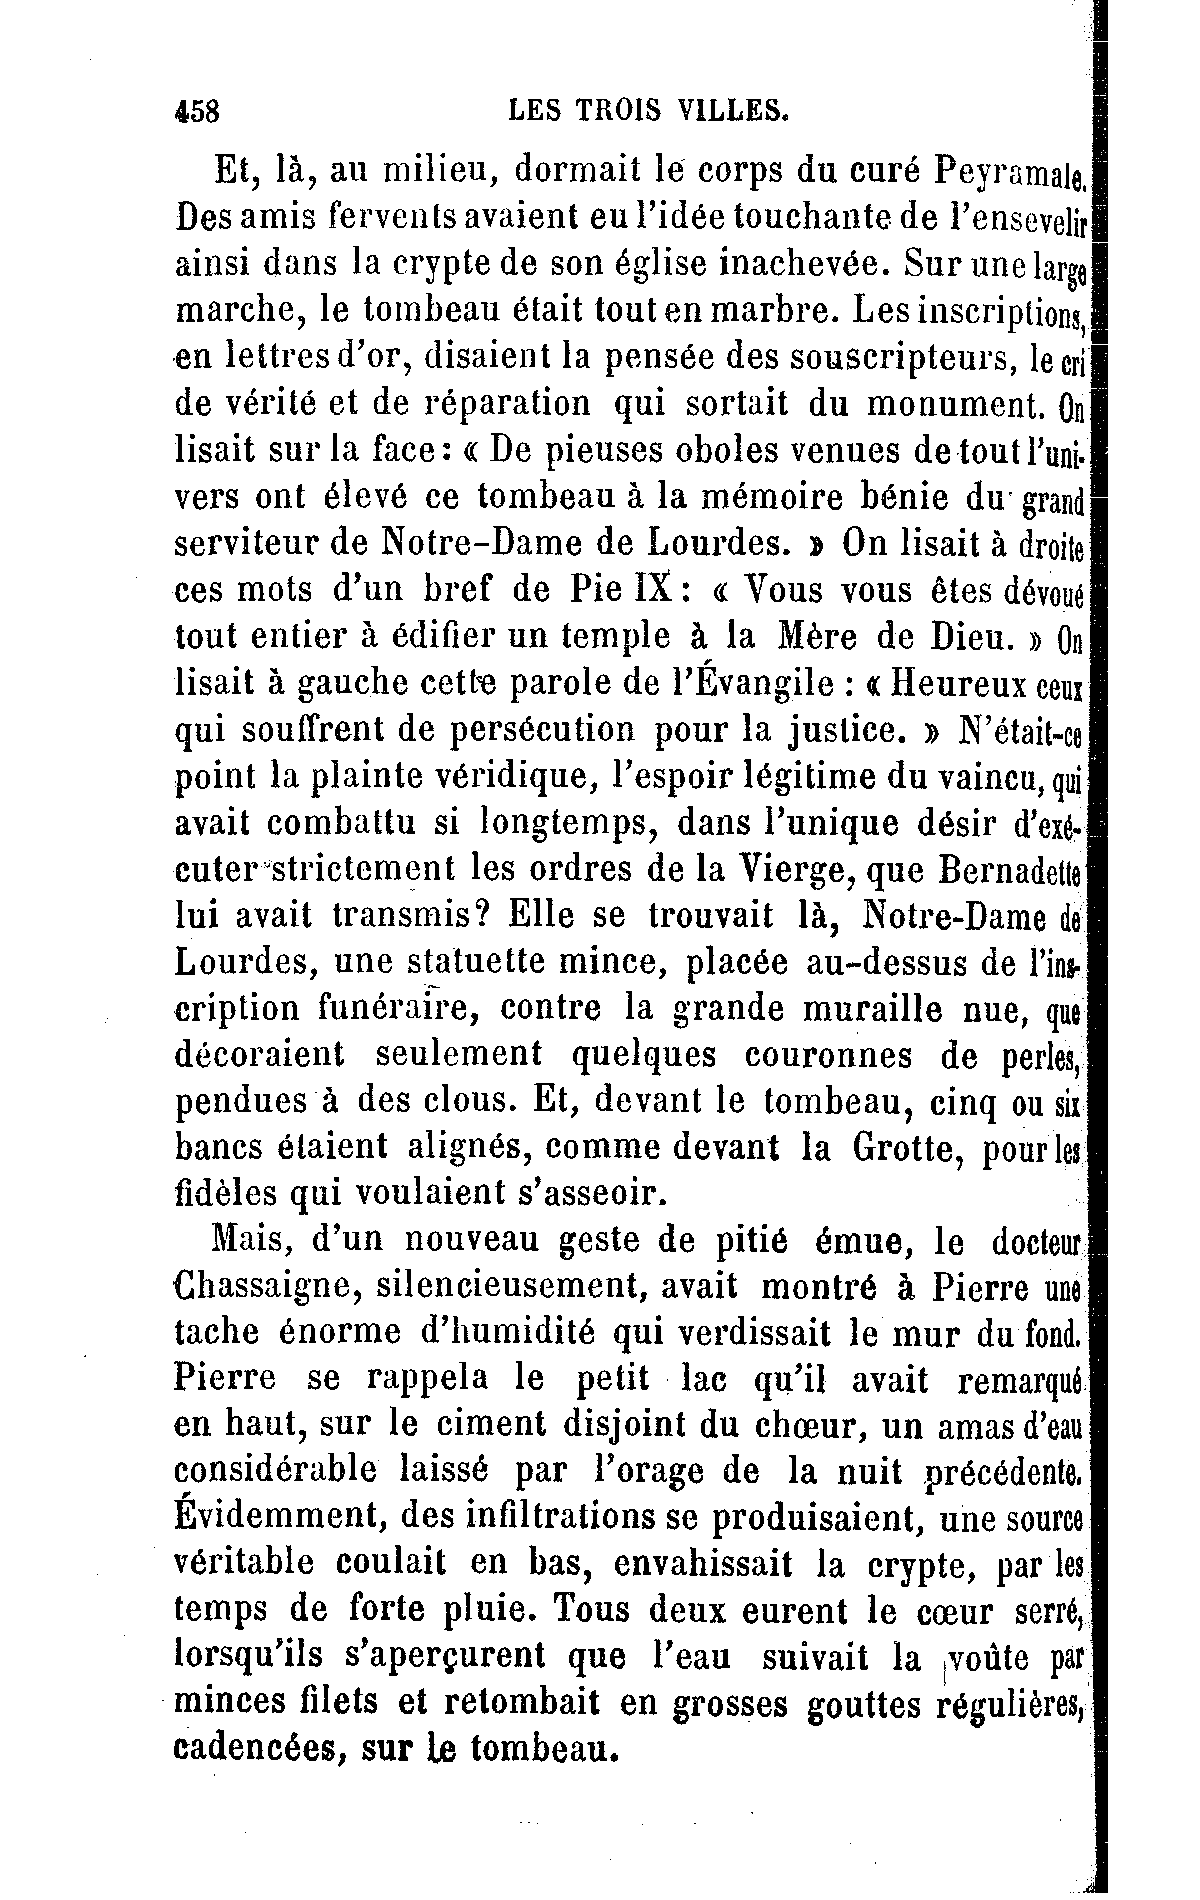 458 LES TROIS VILLES.
Et, là, au milieu, dormait le corps du curé Peyramale.
Des amis fervents avaient eu l'idée touchante de l'ensevelir
ainsi dans la crypte de son église inachevée. Sur une large
marche, le tombeau était tout en marbre. Les inscriptions,
en lettres d'or, disaient la pensée des souscripteurs, le cri
de vérité et de réparation qui sortait du monument. On
lisait sur la face : « De pieuses oboles venues de tout l'uni-
vers ont élevé ce tombeau à la mémoire bénie du grand
serviteur de Notre-Dame de Lourdes. » On lisait à droite
ces mots d'un bref de Pie IX : « Vous vous êtes dévoué
tout entier à édifier un temple à la Mère de Dieu. » On
lisait à gauche cette parole de l'Évangile : « Heureux ceux
qui souffrent de persécution pour la justice. » N'était-ce
point la plainte véridique, l'espoir légitime du vaincu, qui
avait combattu si longtemps, dans l'unique désir d'exé-
cuter strictement les ordres de la Vierge, que Bernadette
lui avait transmis? Elle se trouvait là, Notre-Dame de
Lourdes, une statuette mince, placée au-dessus de l'ins-
cription funéraire, contre la grande muraille nue, que
décoraient seulement quelques couronnes de perles,
pendues à des clous. Et, devant le tombeau, cinq ou six
bancs étaient alignés, comme devant la Grotte, pour les
fidèles qui voulaient s'asseoir.
Mais, d'un nouveau geste de pitié émue, le docteur
Chassaigne, silencieusement, avait montré à Pierre une
tache énorme d'humidité qui verdissait le mur du fond.
Pierre se rappela le petit lac qu'il avait remarqué
en haut, sur le ciment disjoint du chœur, un amas d'eau
considérable laissé par l'orage de la nuit précédente.
Évidemment, des infiltrations se produisaient, une source
véritable coulait en bas, envahissait la crypte, par les
temps de forte pluie. Tous deux eurent le cœur serré,
lorsqu'ils s'aperçurent que l'eau suivait la voûte par
minces filets et retombait en grosses gouttes régulières,
cadencées, sur le tombeau.